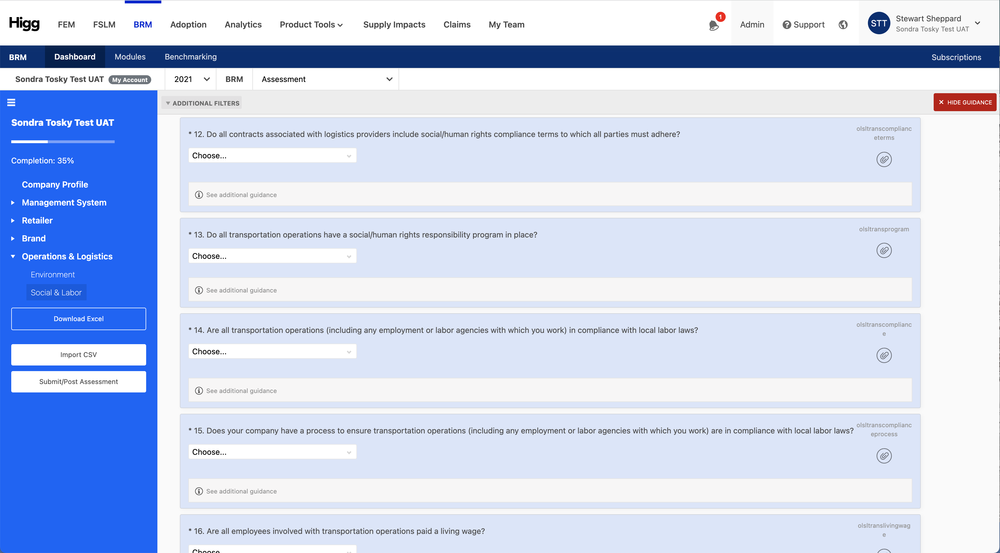 Higg
FEM
FSLM
BRM
Adoption
Analytics
Product Tools
Supply Impacts
Claims
My Team
1
Admin
Support
STT
Stewart Sheppard
Sondra Tosky Test UAT
BRM
Dashboard
Modules
Benchmarking
Subscriptions
Sondra Tosky Test UAT
My Account
2021
BRM
Assessment
ADDITIONAL FILTERS
HIDE GUIDANCE
Sondra Tosky Test UAT
Completion: 35%
Company Profile
Management System
Retailer
Brand
Operations & Logistics
Environment
Social & Labor
Download Excel
Import CSV
Submit/Post Assessment
* 12. Do all contracts associated with logistics providers include social/human rights compliance terms to which all parties must adhere?
olsltranscomplianc
eterms
Choose...
See additional guidance
* 13. Do all transportation operations have a social/human rights responsibility program in place?
olsltransprogram
Choose...
See additional guidance
* 14. Are all transportation operations (including any employment or labor agencies with which you work) in compliance with local labor laws?
olsltranscomplianc
e
Choose...
See additional guidance
* 15. Does your company have a process to ensure transportation operations (including any employment or labor agencies with which you work) are in compliance with local labor laws?
olsltranscomplianc
eprocess
Choose...
See additional guidance
* 16. Are all employees involved with transportation operations paid a living wage?
olsltranslivingwag
e
Choose...